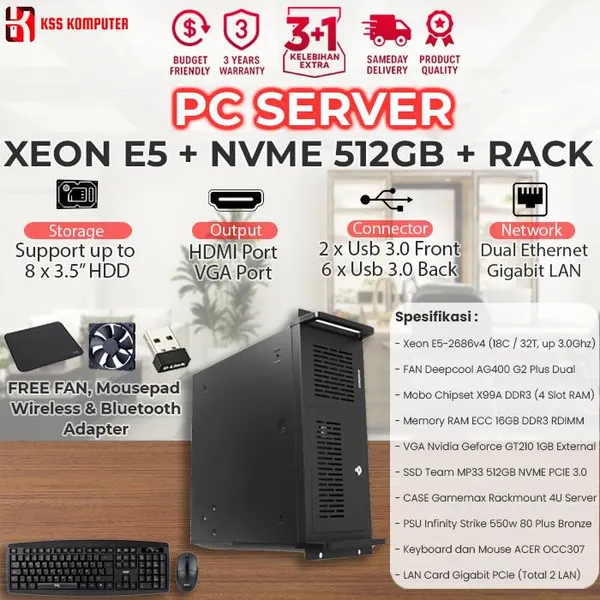 KSS KOMPUTER
$
BUDGET
FRIENDLY
3
3 YEARS
WARRANTY
3+1
KELEBIHAN
EXTRA
SAMEDAY
DELIVERY
PRODUCT
QUALITY
PC SERVER
XEON E5 + NVME 512GB + RACK
Storage
Support up to
8 x 3.5" HDD
Output
HDMI Port
VGA Port
Connector
2 x Usb 3.0 Front
6 x Usb 3.0 Back
Network
Dual Ethernet
Gigabit LAN
FREE FAN, Mousepad
Wireless & Bluetooth
Adapter
Spesifikasi :
- Xeon E5-2686v4 (18C / 32T, up 3.0Ghz)
- FAN Deepcool AG400 G2 Plus Dual
- Mobo Chipset X99A DDR3 (4 Slot RAM)
- Memory RAM ECC 16GB DDR3 RDIMM
- VGA Nvidia Geforce GT210 1GB External
- SSD Team MP33 512GB NVME PCIE 3.0
- CASE Gamemax Rackmount 4U Server
- PSU Infinity Strike 550w 80 Plus Bronze
- Keyboard dan Mouse ACER OCC307
- LAN Card Gigabit PCIe (Total 2 LAN)